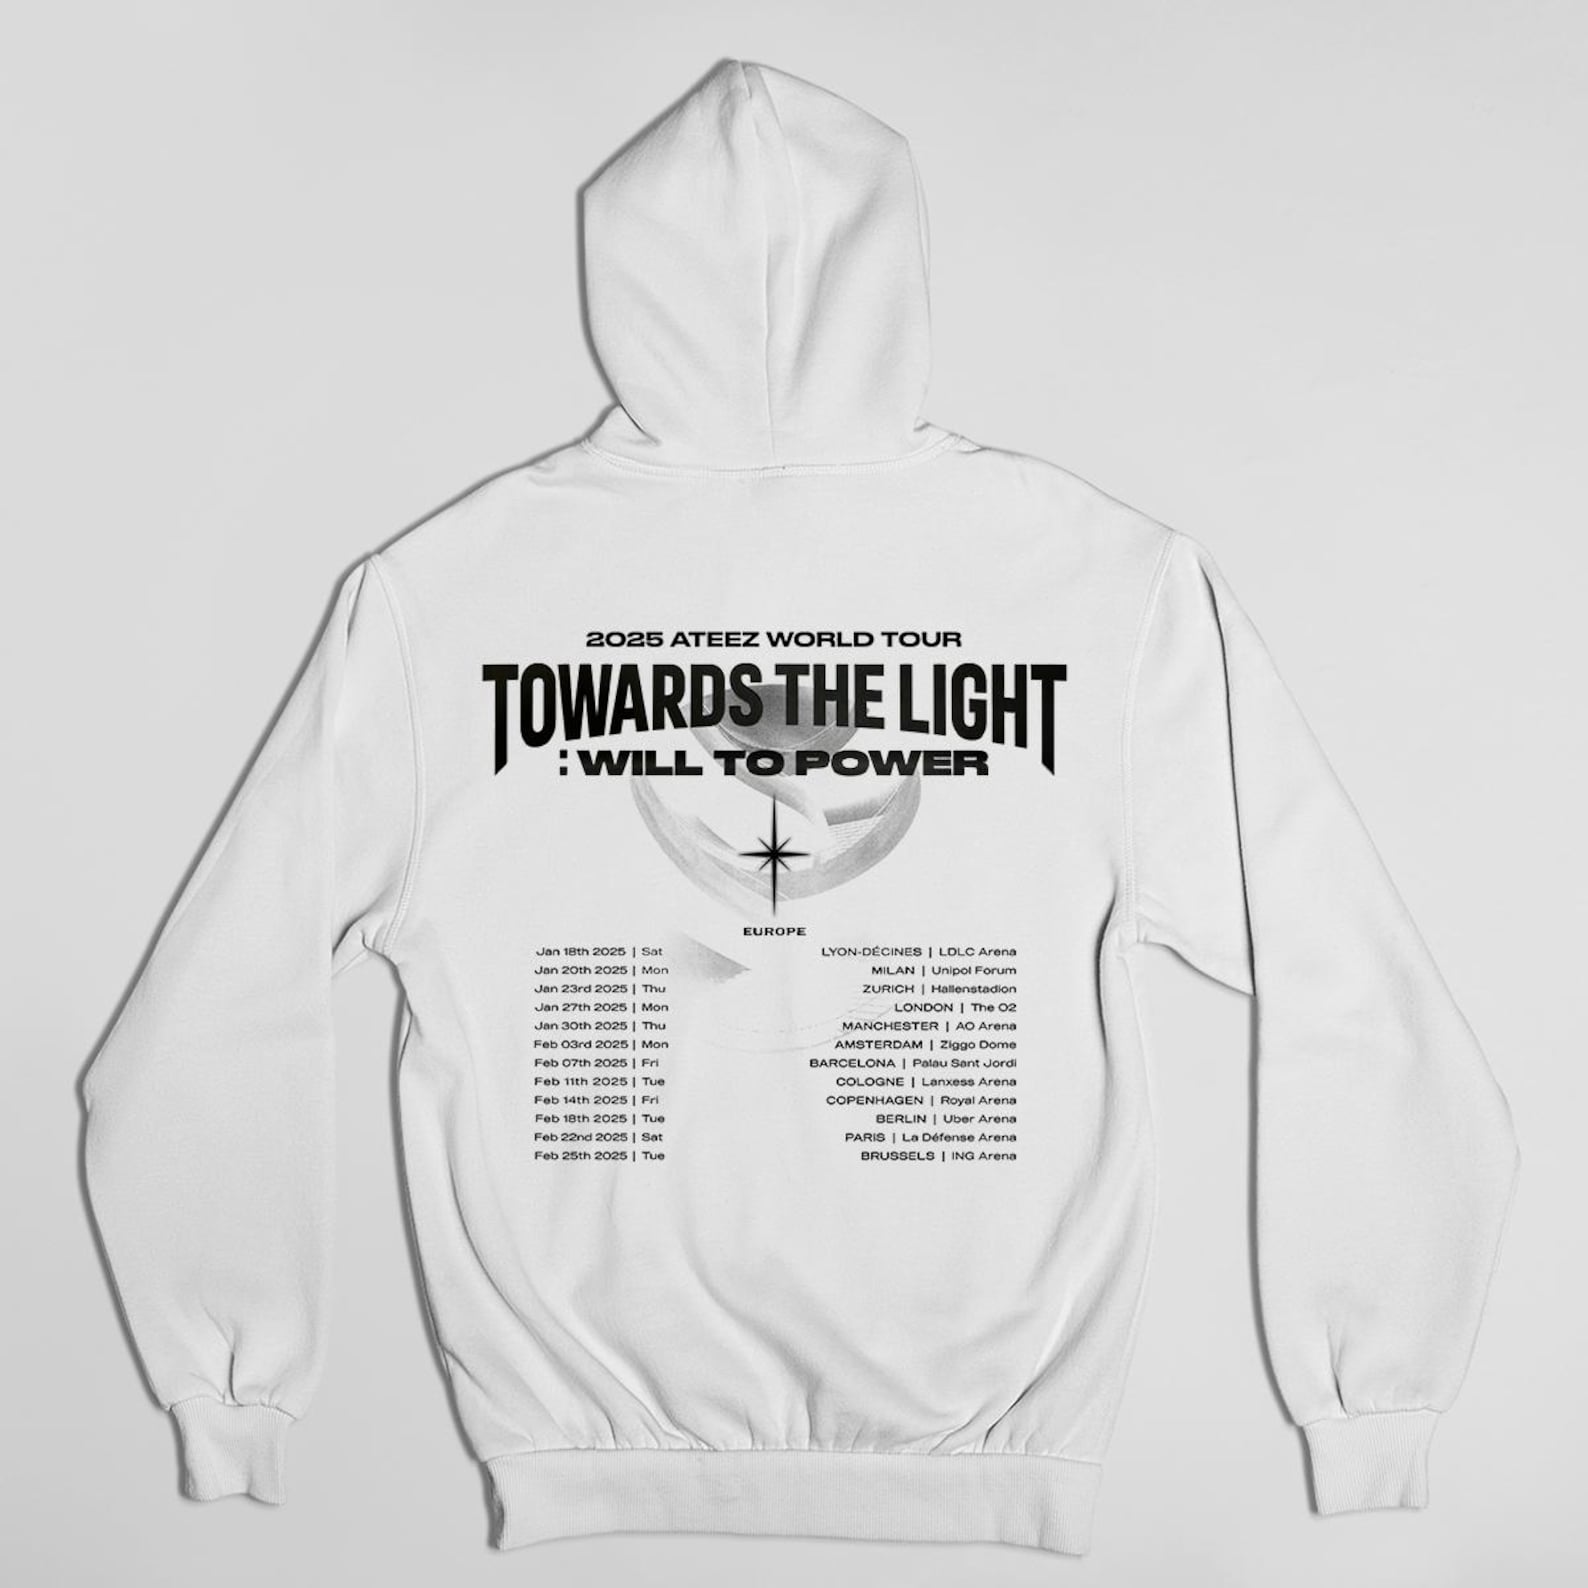 2025 ATEEZ WORLD TOUR
TOWARDS THE LIGHT
: WILL TO POWER
EUROPE
Jan 18th 2025 | Sat LYON-DÉCINES | LDLC Arena
Jan 20th 2025 | Mon MILAN | Unipol Forum
Jan 23rd 2025 | Thu ZURICH | Hallenstadion
Jan 27th 2025 | Mon LONDON | The O2
Jan 30th 2025 | Thu MANCHESTER | AO Arena
Feb 03rd 2025 | Mon AMSTERDAM | Ziggo Dome
Feb 07th 2025 | Fri BARCELONA | Palau Sant Jordi
Feb 11th 2025 | Tue COLOGNE | Lanxess Arena
Feb 14th 2025 | Fri COPENHAGEN | Royal Arena
Feb 18th 2025 | Tue BERLIN | Uber Arena
Feb 22nd 2025 | Sat PARIS | La Défense Arena
Feb 25th 2025 | Tue BRUSSELS | ING Arena